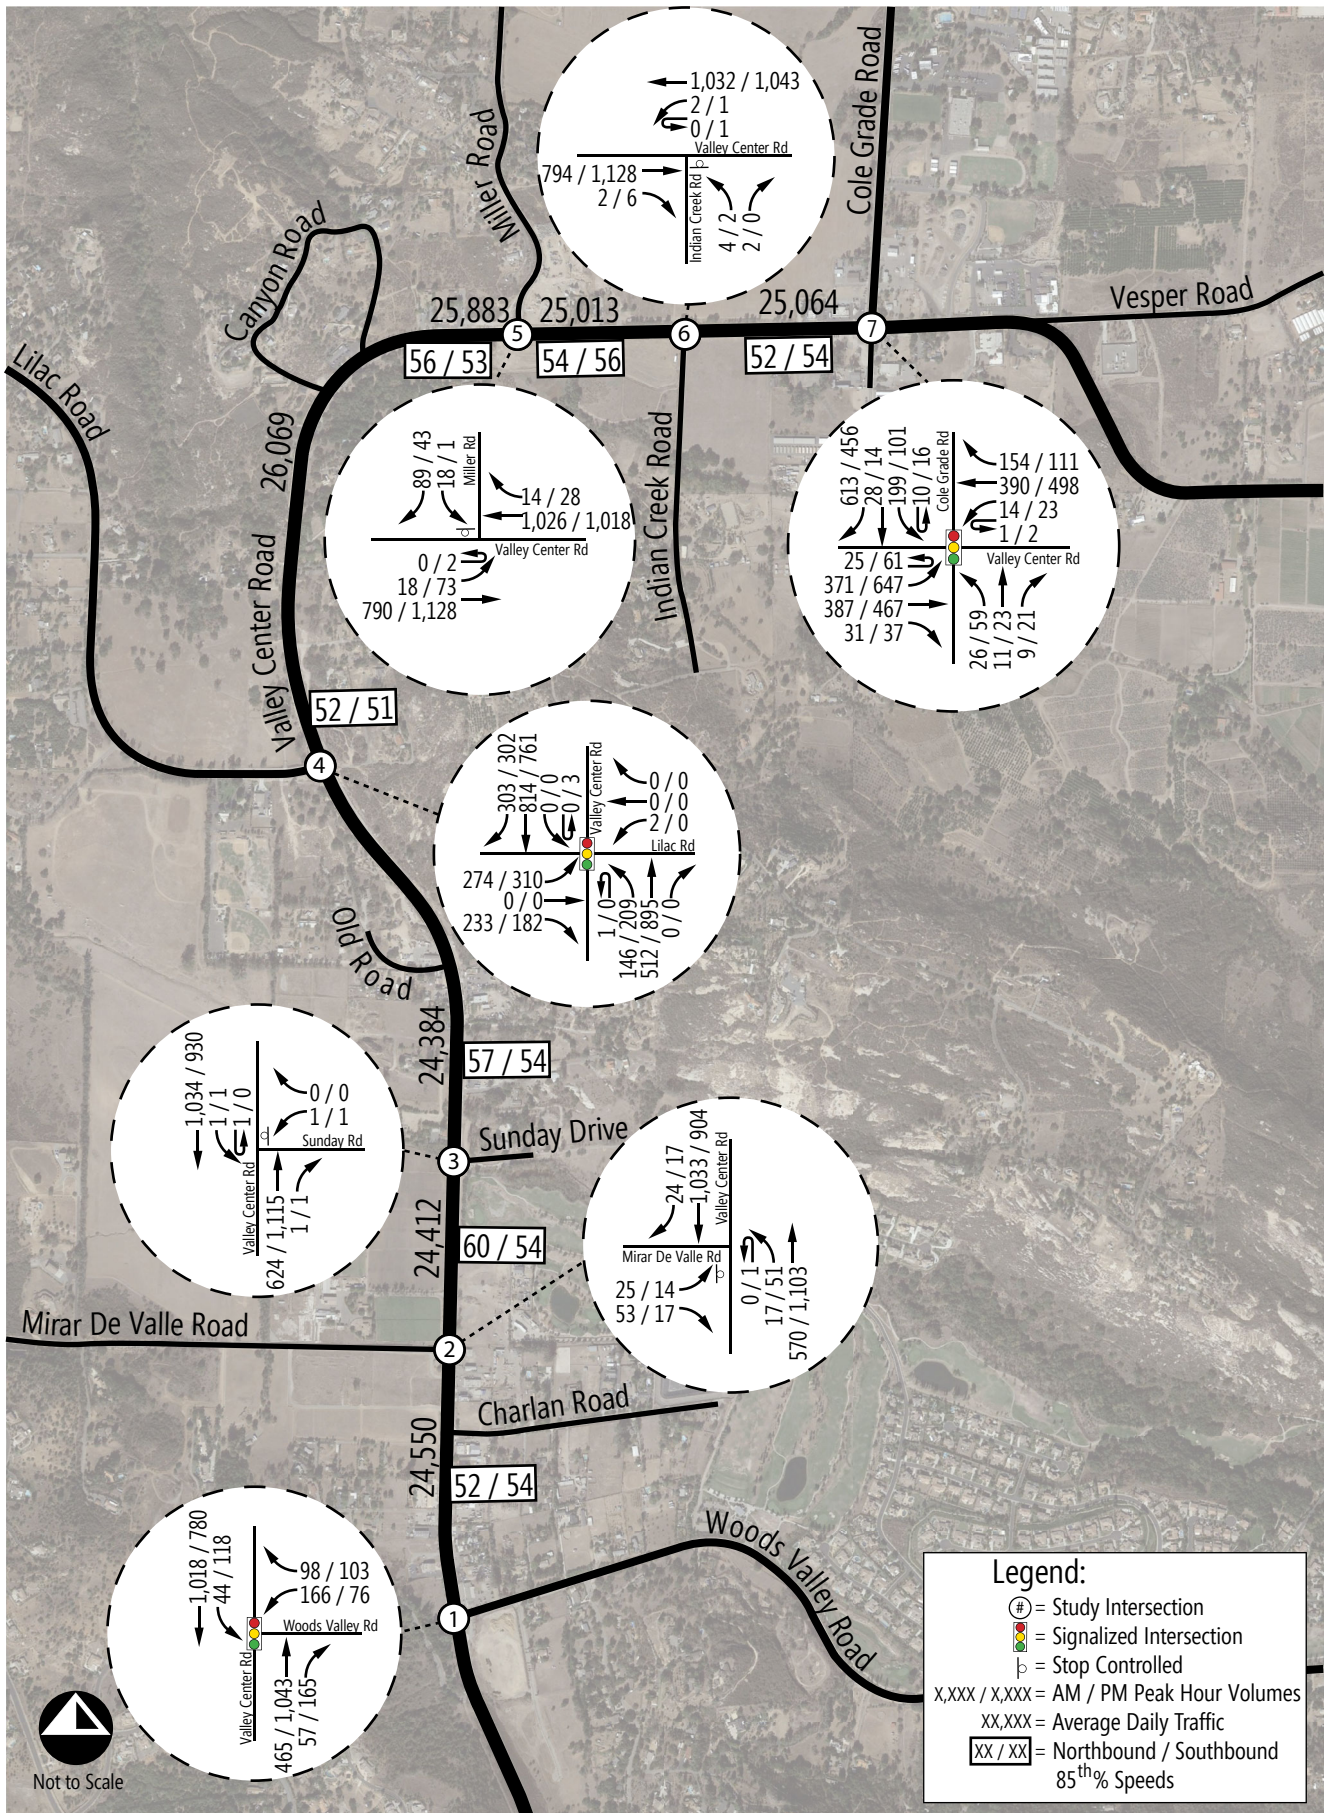 1,032 / 1,043
2 / 1
0 / 1
Valley Center Rd
794 / 1,128
2 / 6
Indian Creek Rd
4 / 2
2 / 0
Miller Road
Cole Grade Road
Canyon Road
Lilac Road
25,883
5
25,013
6
25,064
7
Vesper Road
56 / 53
54 / 56
52 / 54
26,069
Valley Center Road
Indian Creek Road
89 / 43
18 / 1
Miller Rd
14 / 28
1,026 / 1,018
Valley Center Rd
0 / 2
18 / 73
790 / 1,128
613 / 456
28 / 14
199 / 101
10 / 16
Cole Grade Rd
154 / 111
390 / 498
14 / 23
1 / 2
Valley Center Rd
25 / 61
371 / 647
387 / 467
31 / 37
26 / 59
11 / 23
9 / 21
52 / 51
4
303 / 302
814 / 761
0 / 0
0 / 3
Valley Center Rd
0 / 0
0 / 0
2 / 0
Lilac Rd
274 / 310
0 / 0
233 / 182
1 / 0
146 / 209
512 / 895
0 / 0
Old Road
24,384
57 / 54
1,034 / 930
1 / 1
1 / 0
0 / 0
1 / 1
Sunday Rd
Valley Center Rd
624 / 1,115
1 / 1
3
Sunday Drive
24,412
60 / 54
24 / 17
1,033 / 904
Valley Center Rd
Mirar De Valle Rd
25 / 14
53 / 17
0 / 1
17 / 51
570 / 1,103
Mirar De Valle Road
2
Charlan Road
24,550
52 / 54
Woods Valley Road
1,018 / 780
44 / 118
98 / 103
166 / 76
Woods Valley Rd
Valley Center Rd
465 / 1,043
57 / 165
1
Not to Scale
Legend:
# = Study Intersection
= Signalized Intersection
= Stop Controlled
X,XXX / X,XXX = AM / PM Peak Hour Volumes
XX,XXX = Average Daily Traffic
XX / XX = Northbound / Southbound
85th% Speeds